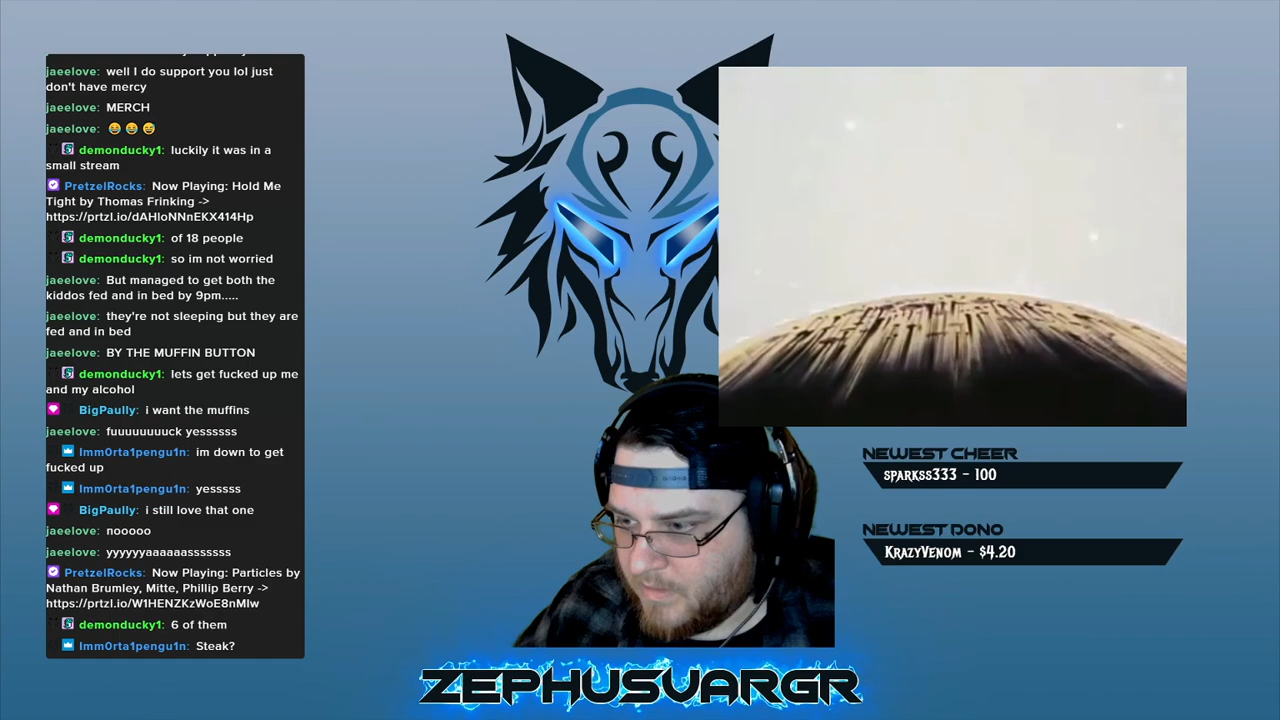 jaeelove: well I do support you lol just
don't have mercy
jaeelove: MERCH
jaeelove: 😂 😂 😅
demonducky1: luckily it was in a
small stream
PretzelRocks: Now Playing: Hold Me
Tight by Thomas Frinking ->
https://prtzl.io/dAHloNNnEKX414Hp
demonducky1: of 18 people
demonducky1: so im not worried
jaeelove: But managed to get both the
kiddos fed and in bed by 9pm.....
jaeelove: they're not sleeping but they are
fed and in bed
jaeelove: BY THE MUFFIN BUTTON
demonducky1: lets get fucked up me
and my alcohol
BigPaully: i want the muffins
jaeelove: fuuuuuuuuck yessssss
Imm0rta1pengu1n: im down to get
fucked up
Imm0rta1pengu1n: yesssss
BigPaully: i still love that one
jaeelove: nooooo
jaeelove: yyyyyyaaaaaassssssss
PretzelRocks: Now Playing: Particles by
Nathan Brumley, Mitte, Phillip Berry ->
https://prtzl.io/W1HENZKzWoE8nMlw
demonducky1: 6 of them
Imm0rta1pengu1n: Steak?
NEWEST CHEER
sparkss333 - 100
NEWEST DONO
KrazyVenom - $4.20
ZEPHUSVARGR